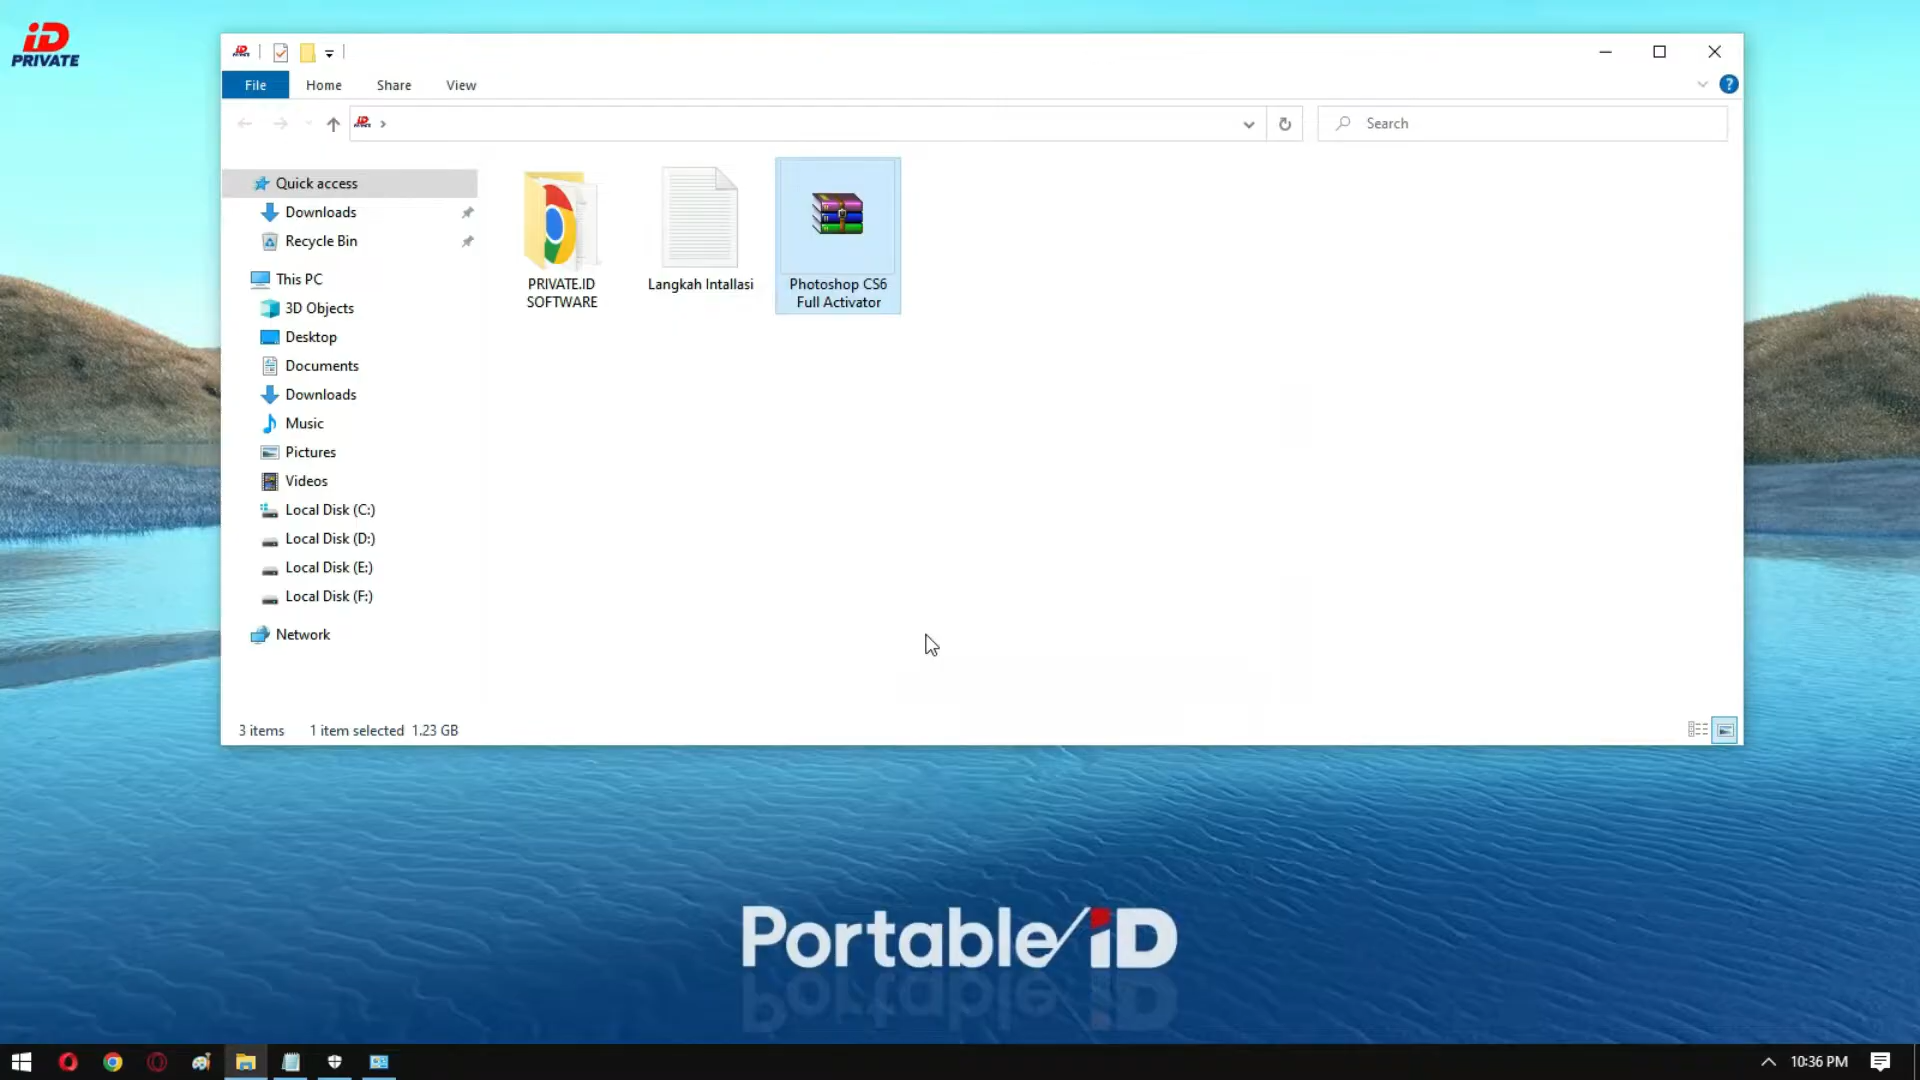 iD
PRIVATE
File
Home
Share
View
?
Search
Quick access
Downloads
Recycle Bin
This PC
3D Objects
Desktop
Documents
Downloads
Music
Pictures
Videos
Local Disk (C:)
Local Disk (D:)
Local Disk (E:)
Local Disk (F:)
Network
PRIVATE.ID
SOFTWARE
Langkah Intallasi
Photoshop CS6
Full Activator
3 items
1 item selected 1.23 GB
Portable/iD
10:36 PM